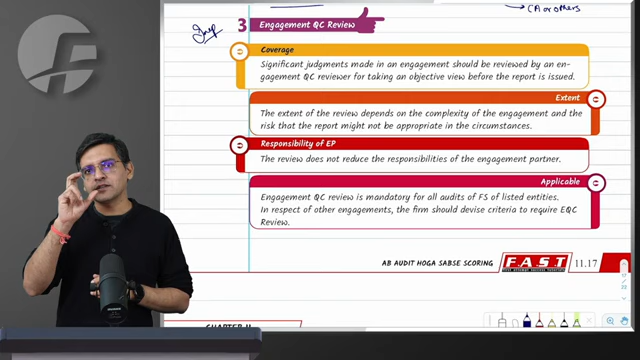 → CA or others
Imp
3 Engagement QC Review
Coverage
Significant judgments made in an engagement should be reviewed by an en-
gagement QC reviewer for taking an objective view before the report is issued.
Extent
The extent of the review depends on the complexity of the engagement and the
risk that the report might not be appropriate in the circumstances.
Responsibility of EP
The review does not reduce the responsibilities of the engagement partner.
Applicable
Engagement QC review is mandatory for all audits of FS of listed entities.
In respect of other engagements, the firm should devise criteria to require EQC
Review.
AB AUDIT HOGA SABSE SCORING FAST 11.17
CHAPTER 11